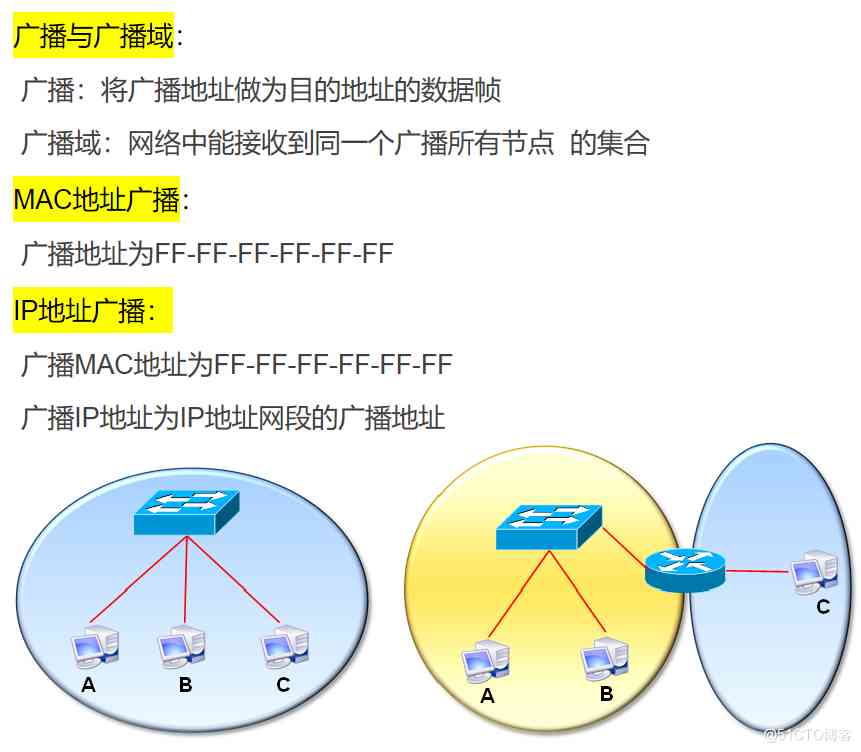 广播与广播域：
广播：将广播地址做为目的地址的数据帧
广播域：网络中能接收到同一个广播所有节点 的集合
MAC地址广播：
广播地址为FF-FF-FF-FF-FF-FF
IP地址广播：
广播MAC地址为FF-FF-FF-FF-FF-FF
广播IP地址为IP地址网段的广播地址
A B C
A B C
@51CTO博客